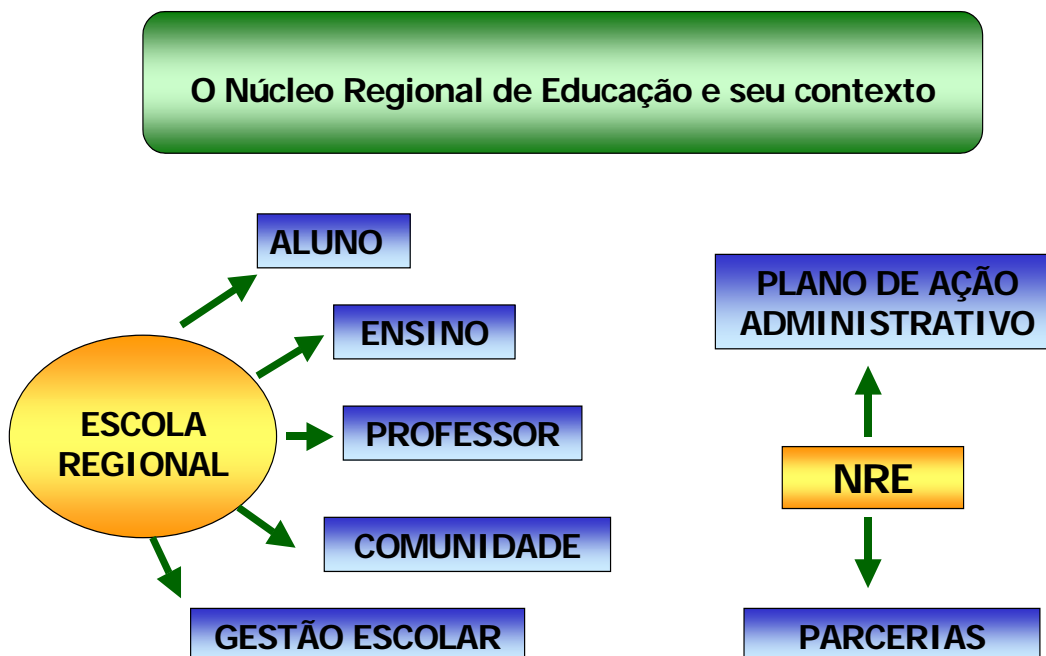 O Núcleo Regional de Educação e seu contexto
ALUNO
ENSINO
ESCOLA
REGIONAL
PROFESSOR
COMUNIDADE
GESTÃO ESCOLAR
PLANO DE AÇÃO
ADMINISTRATIVO
NRE
PARCERIAS